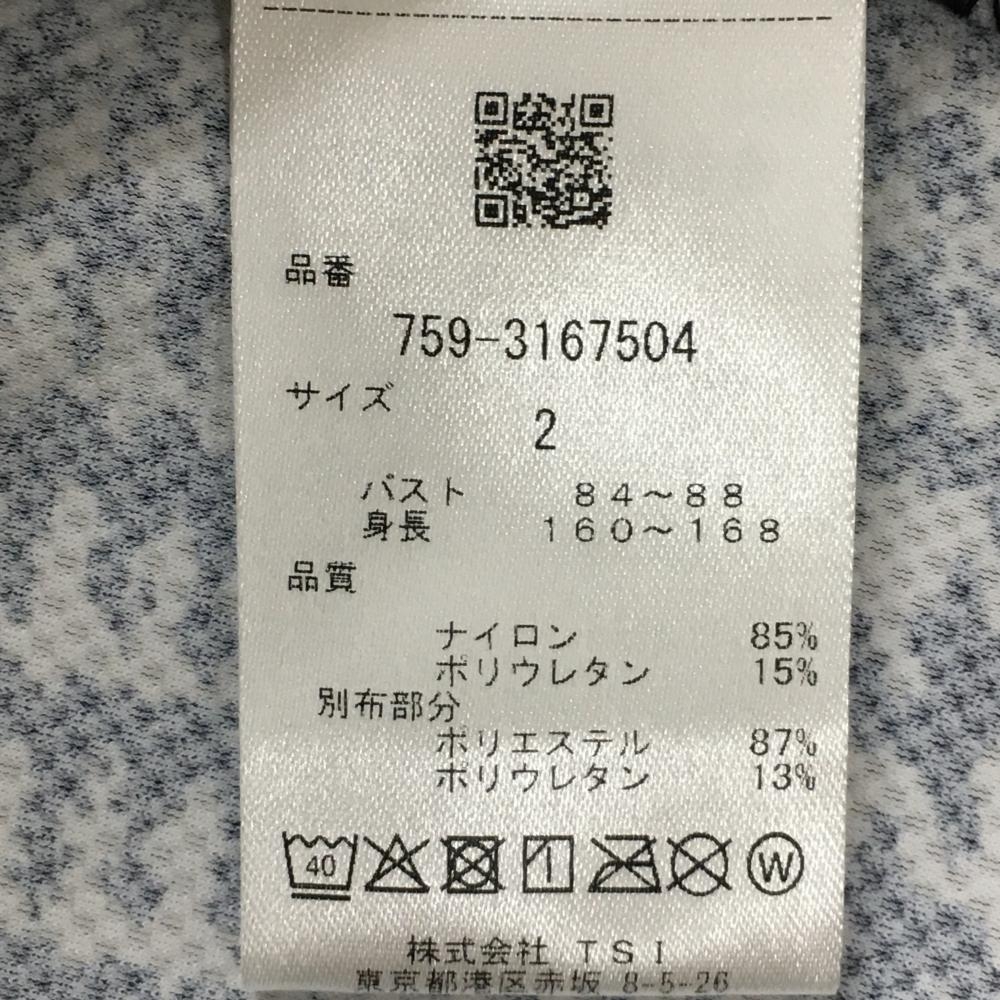 品番
759-3167504
サイズ
2
バスト 84～88
身長 160～168
品質
ナイロン 85%
ポリウレタン 15%
別布部分
ポリエステル 87%
ポリウレタン 13%
40 W
株式会社 TSI
東京都港区赤坂 8-5-26